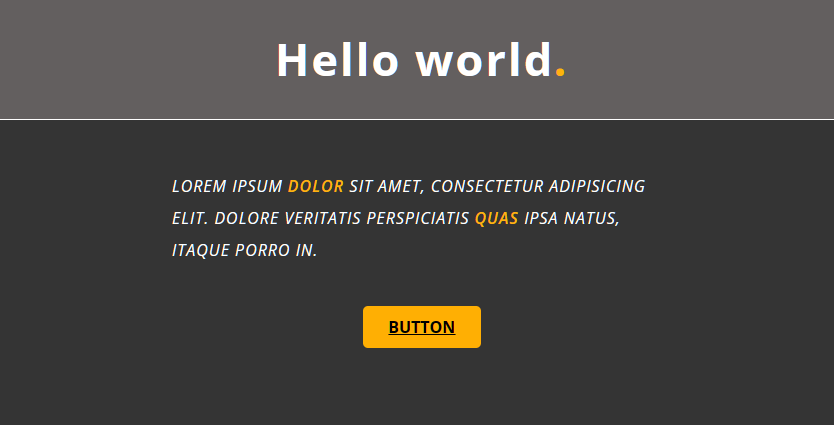 Hello world.
LOREM IPSUM DOLOR SIT AMET, CONSECTETUR ADIPISICING
ELIT. DOLORE VERITATIS PERSPICIATIS QUAS IPSA NATUS,
ITAQUE PORRO IN.
BUTTON